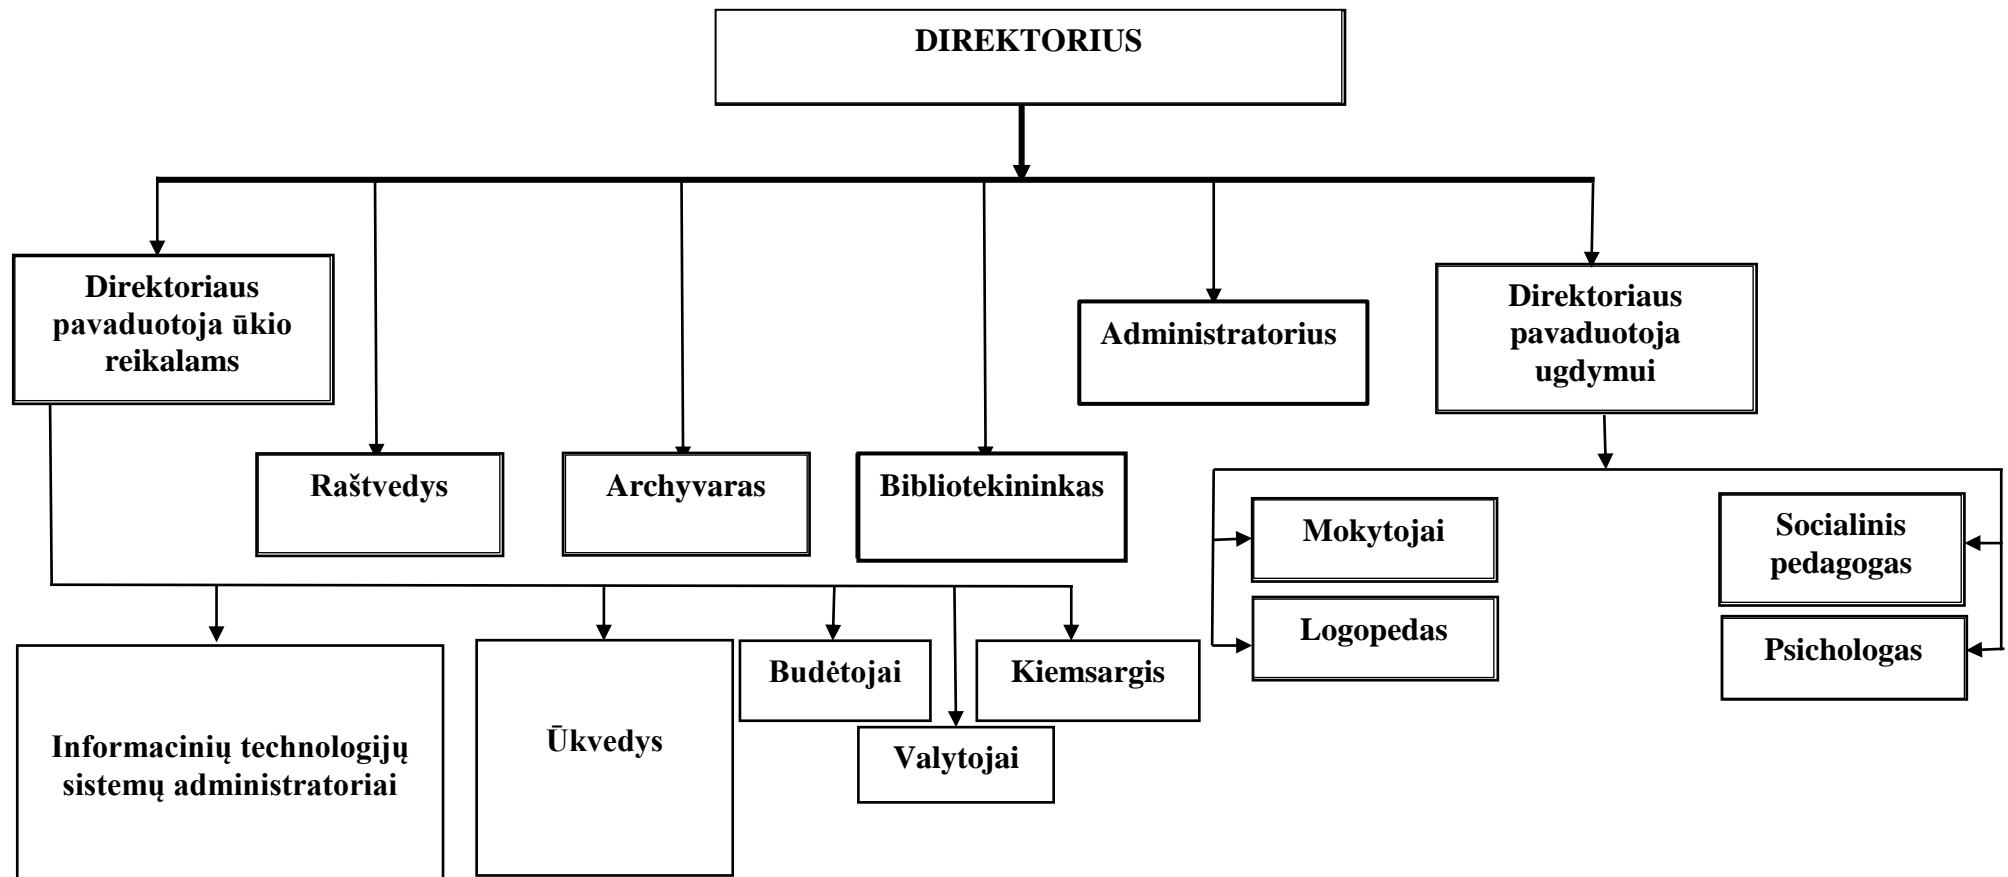 DIREKTORIUS
Direktoriaus
pavaduotoja ūkio
reikalams
Administratorius
Direktoriaus
pavaduotoja
ugdymui
Raštvedys
Archyvaras
Bibliotekininkas
Mokytojai
Socialinis
pedagogas
Logopedas
Psichologas
Informacinių technologijų
sistemų administratoriai
Ūkvedys
Budėtojai
Kiemsargis
Valytojai